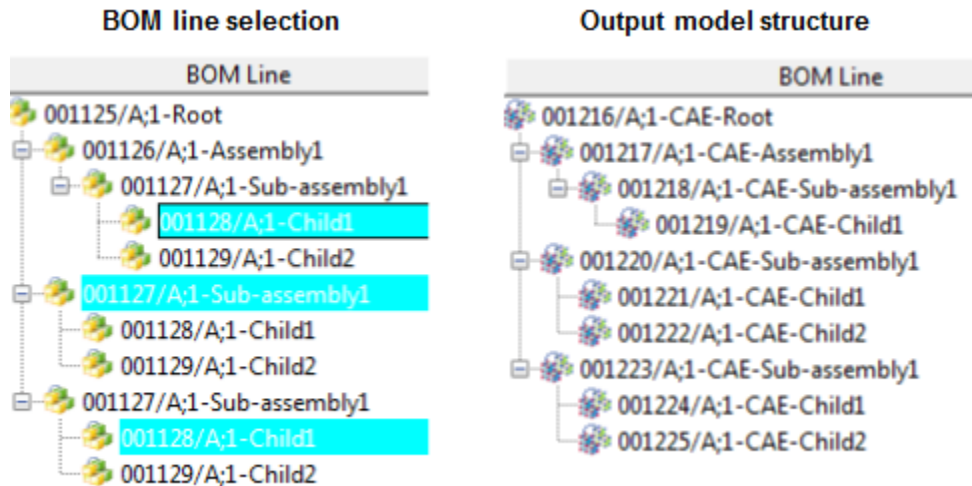 BOM line selection
BOM Line
001125/A;1-Root
001126/A;1-Assembly1
001127/A;1-Sub-assembly1
001128/A;1-Child1
001129/A;1-Child2
001127/A;1-Sub-assembly1
001128/A;1-Child1
001129/A;1-Child2
001127/A;1-Sub-assembly1
001128/A;1-Child1
001129/A;1-Child2
Output model structure
BOM Line
001216/A;1-CAE-Root
001217/A;1-CAE-Assembly1
001218/A;1-CAE-Sub-assembly1
001219/A;1-CAE-Child1
001220/A;1-CAE-Sub-assembly1
001221/A;1-CAE-Child1
001222/A;1-CAE-Child2
001223/A;1-CAE-Sub-assembly1
001224/A;1-CAE-Child1
001225/A;1-CAE-Child2